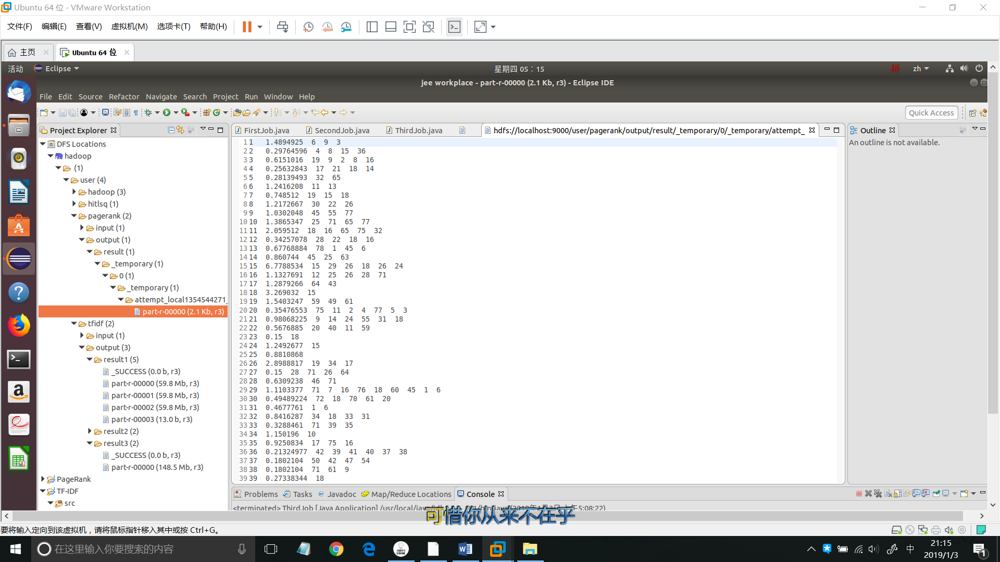 Ubuntu 64 位 - VMware Workstation
文件(F) 编辑(E) 查看(V) 虚拟机(M) 选项卡(T) 帮助(H)
主页 Ubuntu 64 位
活动 Eclipse 星期四 05：15 拼 zh
jee workplace - part-r-00000 (2.1 Kb, r3) - Eclipse IDE
File Edit Source Refactor Navigate Search Project Run Window Help
Quick Access
Project Explorer
DFS Locations
hadoop
(1)
user (4)
hadoop (3)
hitlsq (1)
pagerank (2)
input (1)
output (1)
result (1)
_temporary (1)
0 (1)
_temporary (1)
attempt_local1354544271_
part-r-00000 (2.1 Kb, r3)
tfidf (2)
input (1)
output (3)
result1 (5)
_SUCCESS (0.0 b, r3)
part-r-00000 (59.8 Mb, r3)
part-r-00001 (59.8 Mb, r3)
part-r-00002 (59.8 Mb, r3)
part-r-00003 (13.0 b, r3)
result2 (2)
result3 (2)
_SUCCESS (0.0 b, r3)
part-r-00000 (148.5 Mb, r3)
PageRank
TF-IDF
src
FirstJob.java SecondJob.java ThirdJob.java hdfs://localhost:9000/user/pagerank/output/result/_temporary/0/_temporary/attempt_
1 1 1.4894925 6 9 3
2 2 0.29764596 4 8 15 36
3 3 0.6151016 19 9 2 8 16
4 4 0.25632843 17 21 18 14
5 5 0.28139493 32 65
6 6 1.2416208 11 13
7 7 0.748512 19 15 18
8 8 1.2172667 30 22 26
9 9 1.0302048 45 55 77
10 10 1.3865347 25 71 65 77
11 11 2.059512 18 16 65 75 32
12 12 0.34257078 28 22 18 16
13 13 0.67768884 78 1 45 6
14 14 0.860744 45 25 63
15 15 6.7788534 15 29 26 18 26 24
16 16 1.1327691 12 25 26 28 71
17 17 1.2879266 64 43
18 18 3.269032 15
19 19 1.5403247 59 49 61
20 20 0.35476553 75 11 2 4 77 5 3
21 21 0.98068225 9 14 24 55 31 18
22 22 0.5676885 20 40 11 59
23 23 0.15 18
24 24 1.2492677 15
25 25 0.8810868
26 26 2.8988817 19 34 17
27 27 0.15 28 71 26 64
28 28 0.6309238 46 71
29 29 1.1103377 71 7 16 76 18 60 45 1 6
30 30 0.49489224 72 18 70 61 20
31 31 0.4677761 1 6
32 32 0.8416287 34 18 33 31
33 33 0.3288461 71 39 35
34 34 1.150196 10
35 35 0.9250834 17 75 16
36 36 0.21324977 42 39 41 40 37 38
37 37 0.1802104 50 42 47 54
38 38 0.1802104 71 61 9
39 39 0.27338344 18
Outline
An outline is not available.
Problems Javadoc Tasks Map/Reduce Locations Console
<terminated> ThirdJob [Java Application] /usr/local/java/
可惜你从来不在乎
要将输入定向到该虚拟机，请将鼠标指针移入其中或按 Ctrl+G。
在这里输入你要搜索的内容
中
21:15
2019/1/3
1